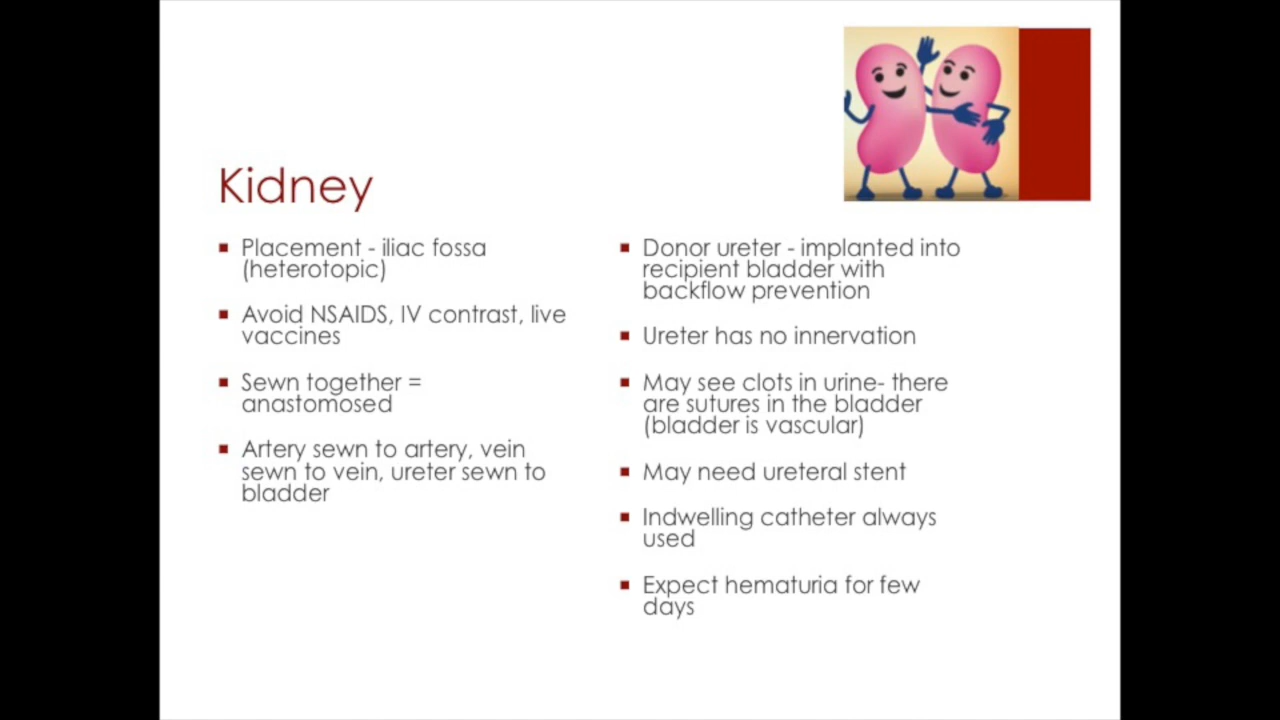 Kidney
Placement - iliac fossa
(heterotopic)
Avoid NSAIDS, IV contrast, live
vaccines
Sewn together =
anastomosed
Artery sewn to artery, vein
sewn to vein, ureter sewn to
bladder
Donor ureter - implanted into
recipient bladder with
backflow prevention
Ureter has no innervation
May see clots in urine- there
are sutures in the bladder
(bladder is vascular)
May need ureteral stent
Indwelling catheter always
used
Expect hematuria for few
days